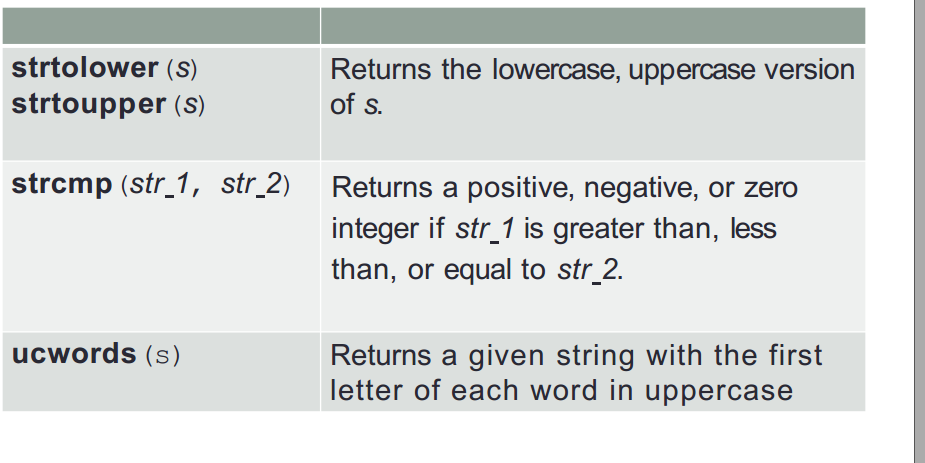 strtolower (s)
strtoupper (s)
Returns the lowercase, uppercase version
of s.
strcmp (str_1, str_2)
Returns a positive, negative, or zero
integer if str_1 is greater than, less
than, or equal to str_2.
ucwords (s)
Returns a given string with the first
letter of each word in uppercase